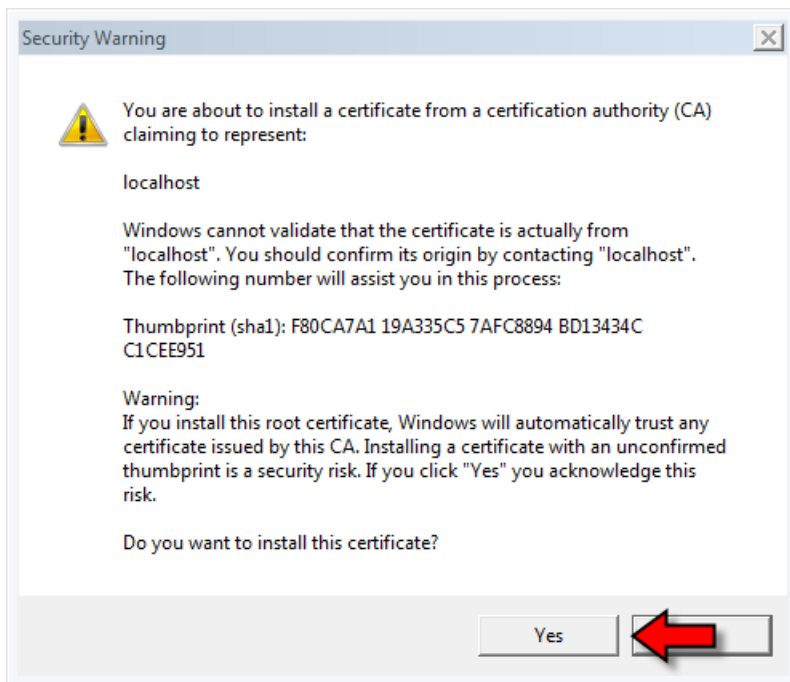 Security Warning
You are about to install a certificate from a certification authority (CA)
claiming to represent:
localhost
Windows cannot validate that the certificate is actually from
"localhost". You should confirm its origin by contacting "localhost".
The following number will assist you in this process:
Thumbprint (sha1): F80CA7A1 19A335C5 7AFC8894 BD13434C
C1CEE951
Warning:
If you install this root certificate, Windows will automatically trust any
certificate issued by this CA. Installing a certificate with an unconfirmed
thumbprint is a security risk. If you click "Yes" you acknowledge this
risk.
Do you want to install this certificate?
Yes